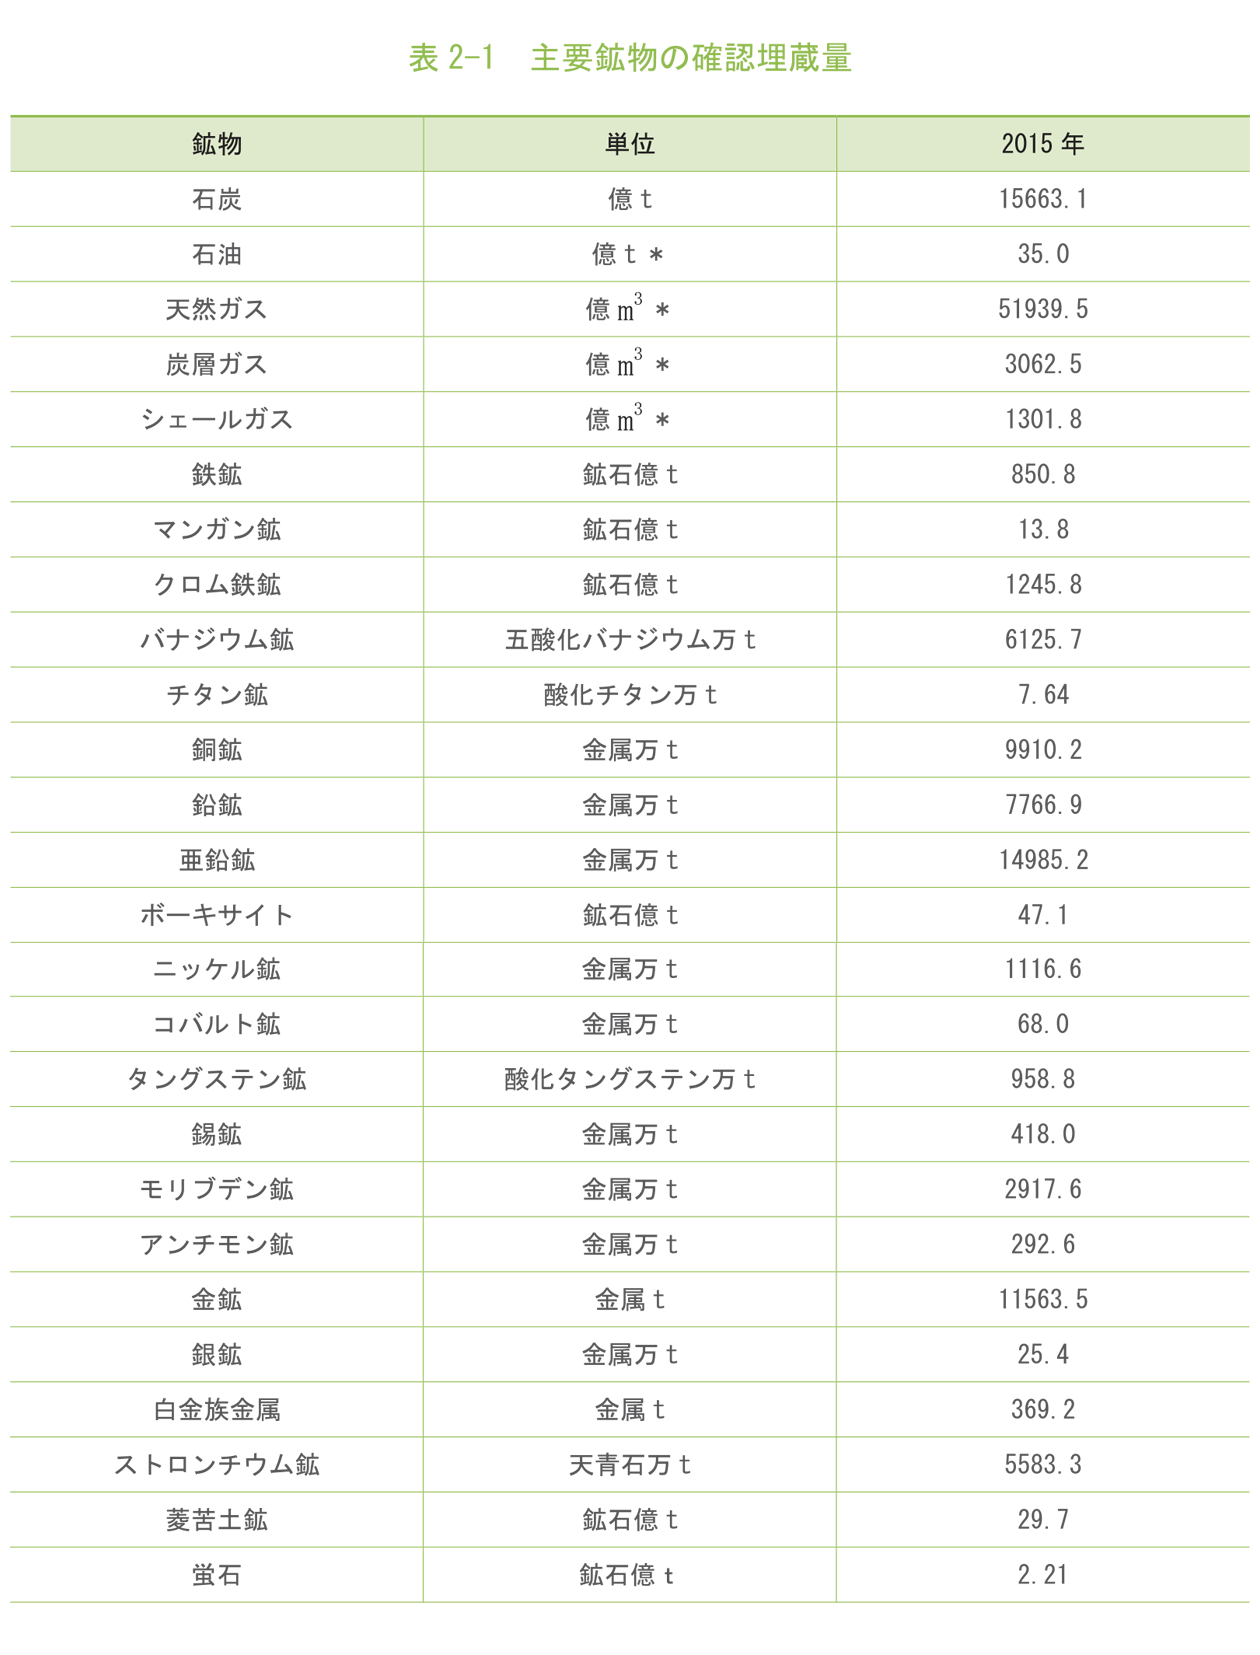 表 2-1　主要鉱物の確認埋蔵量
鉱物 単位 2015 年
石炭 億 t 15663.1
石油 億 t ＊ 35.0
天然ガス 億 m³ ＊ 51939.5
炭層ガス 億 m³ ＊ 3062.5
シェールガス 億 m³ ＊ 1301.8
鉄鉱 鉱石億 t 850.8
マンガン鉱 鉱石億 t 13.8
クロム鉄鉱 鉱石億 t 1245.8
バナジウム鉱 五酸化バナジウム万 t 6125.7
チタン鉱 酸化チタン万 t 7.64
銅鉱 金属万 t 9910.2
鉛鉱 金属万 t 7766.9
亜鉛鉱 金属万 t 14985.2
ボーキサイト 鉱石億 t 47.1
ニッケル鉱 金属万 t 1116.6
コバルト鉱 金属万 t 68.0
タングステン鉱 酸化タングステン万 t 958.8
錫鉱 金属万 t 418.0
モリブデン鉱 金属万 t 2917.6
アンチモン鉱 金属万 t 292.6
金鉱 金属 t 11563.5
銀鉱 金属万 t 25.4
白金族金属 金属 t 369.2
ストロンチウム鉱 天青石万 t 5583.3
菱苦土鉱 鉱石億 t 29.7
蛍石 鉱石億 t 2.21